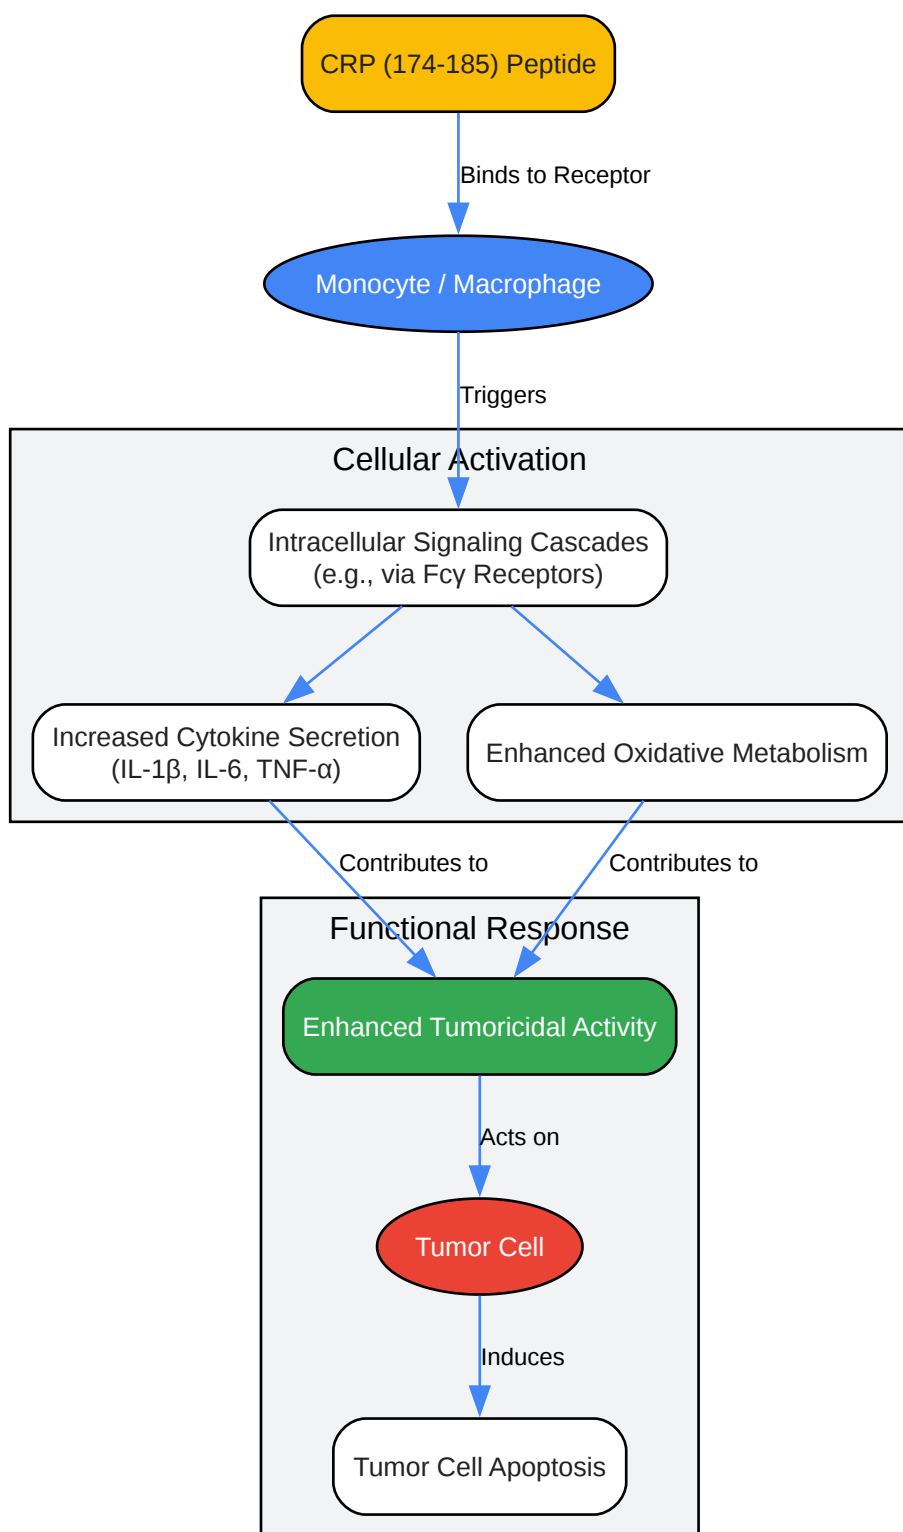 CRP (174-185) Peptide
Binds to Receptor
Monocyte / Macrophage
Triggers
Cellular Activation
Intracellular Signaling Cascades
(e.g., via Fcγ Receptors)
Increased Cytokine Secretion
(IL-1β, IL-6, TNF-α)
Enhanced Oxidative Metabolism
Contributes to
Contributes to
Functional Response
Enhanced Tumoricidal Activity
Acts on
Tumor Cell
Induces
Tumor Cell Apoptosis